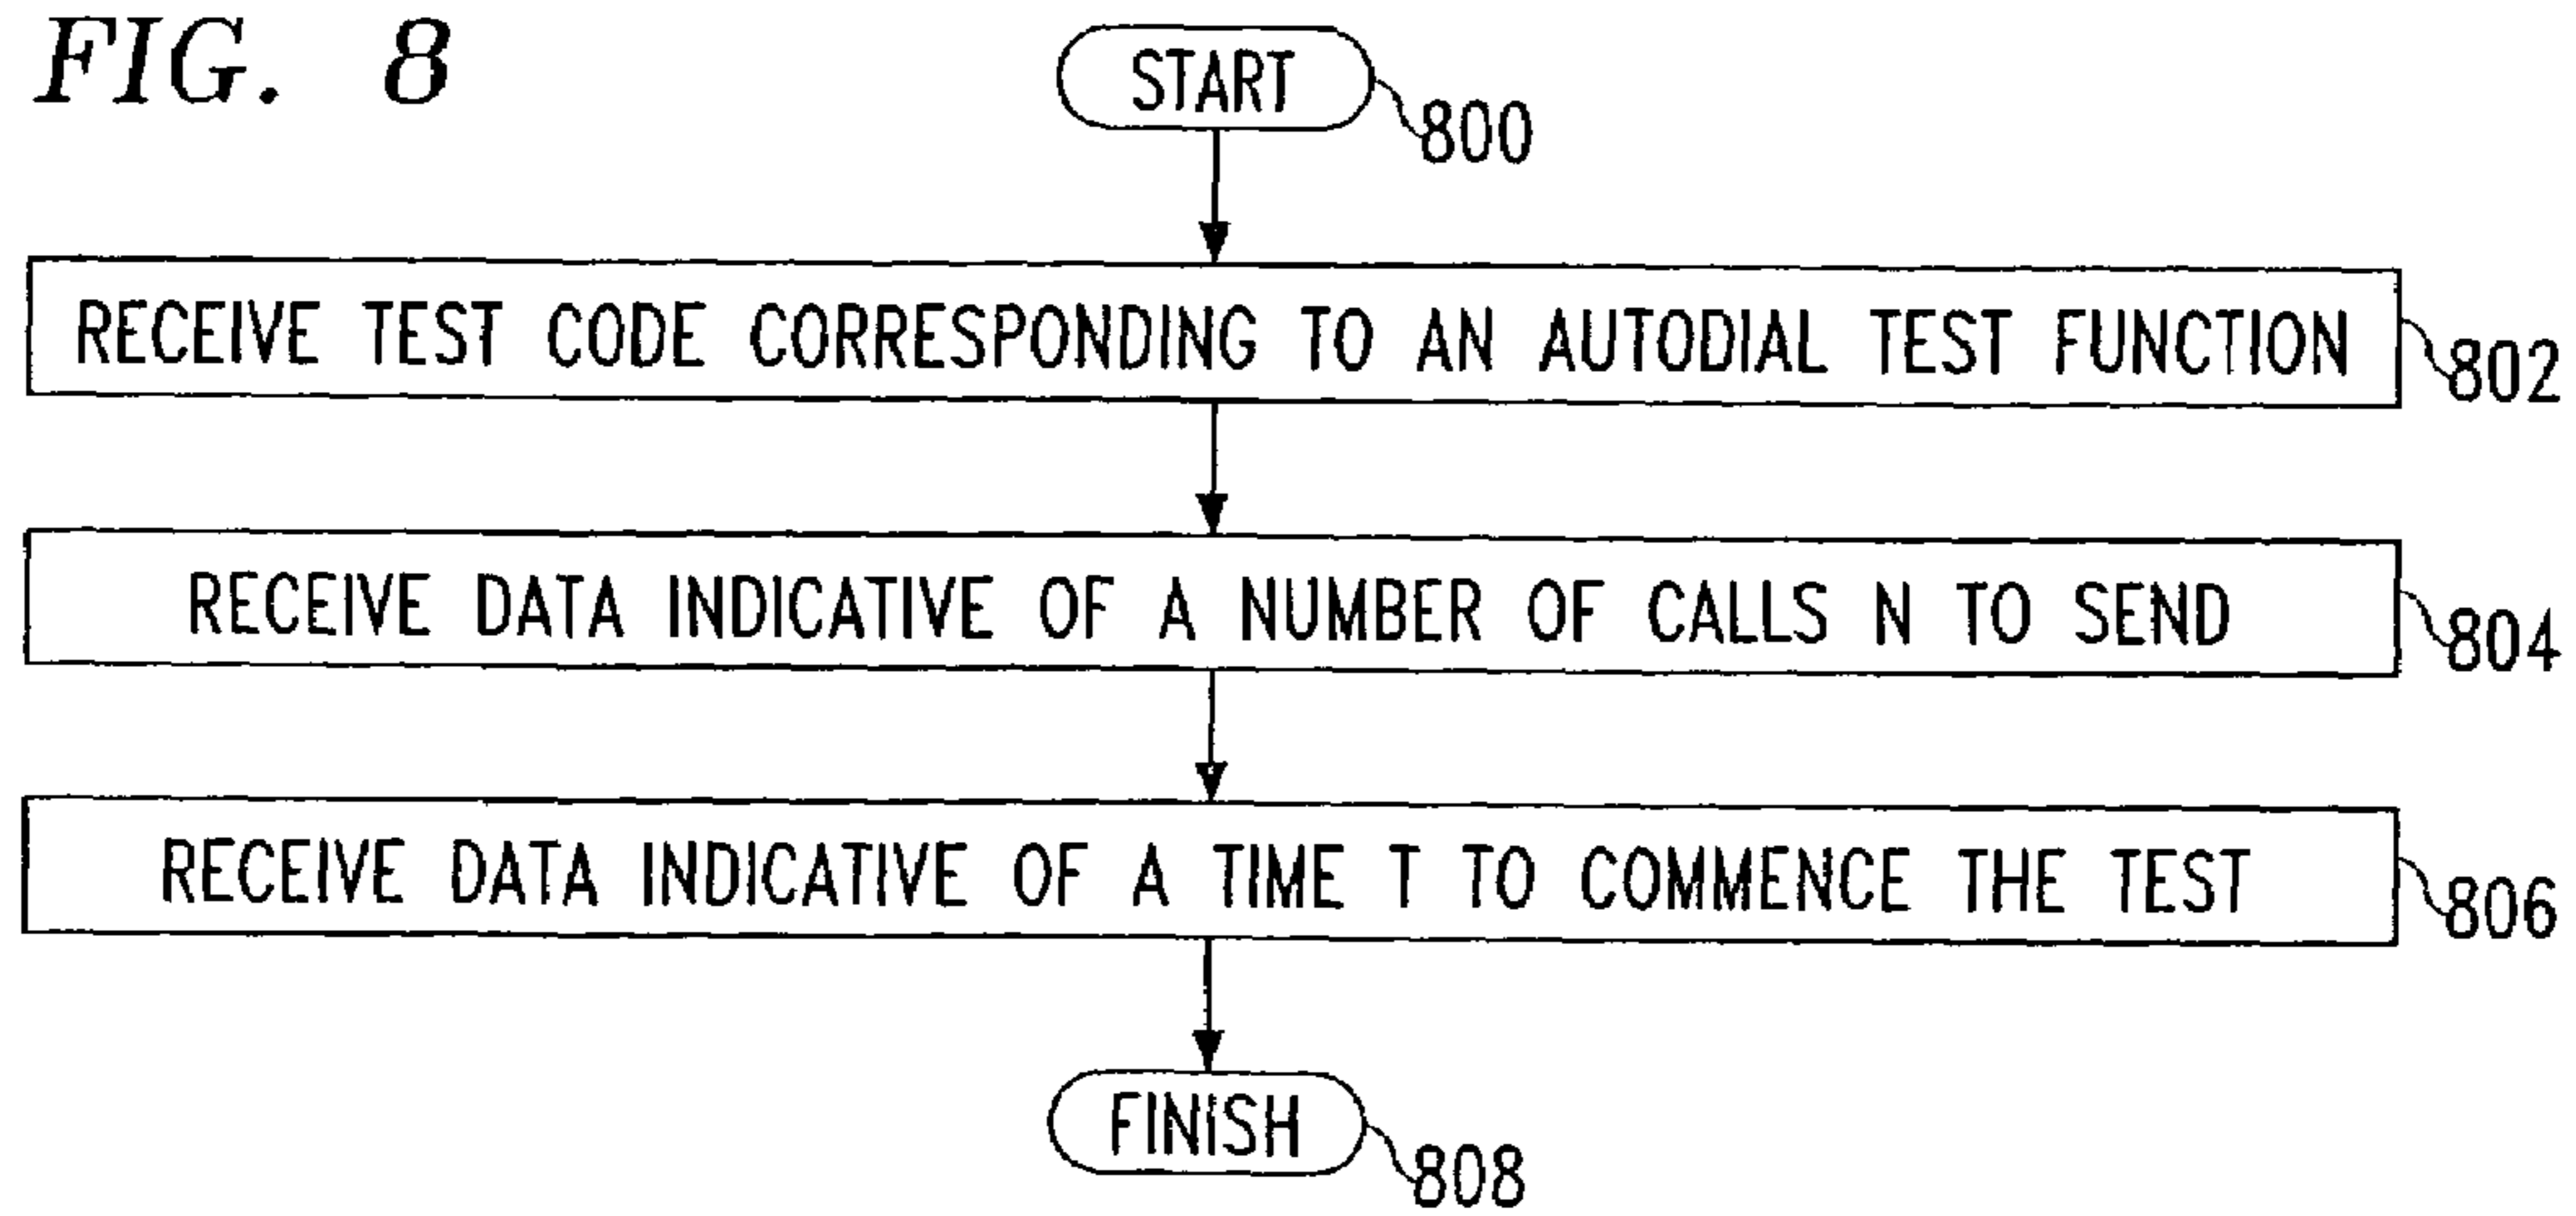 FIG. 8
START
800
RECEIVE TEST CODE CORRESPONDING TO AN AUTODIAL TEST FUNCTION
802
RECEIVE DATA INDICATIVE OF A NUMBER OF CALLS N TO SEND
804
RECEIVE DATA INDICATIVE OF A TIME T TO COMMENCE THE TEST
806
FINISH
808